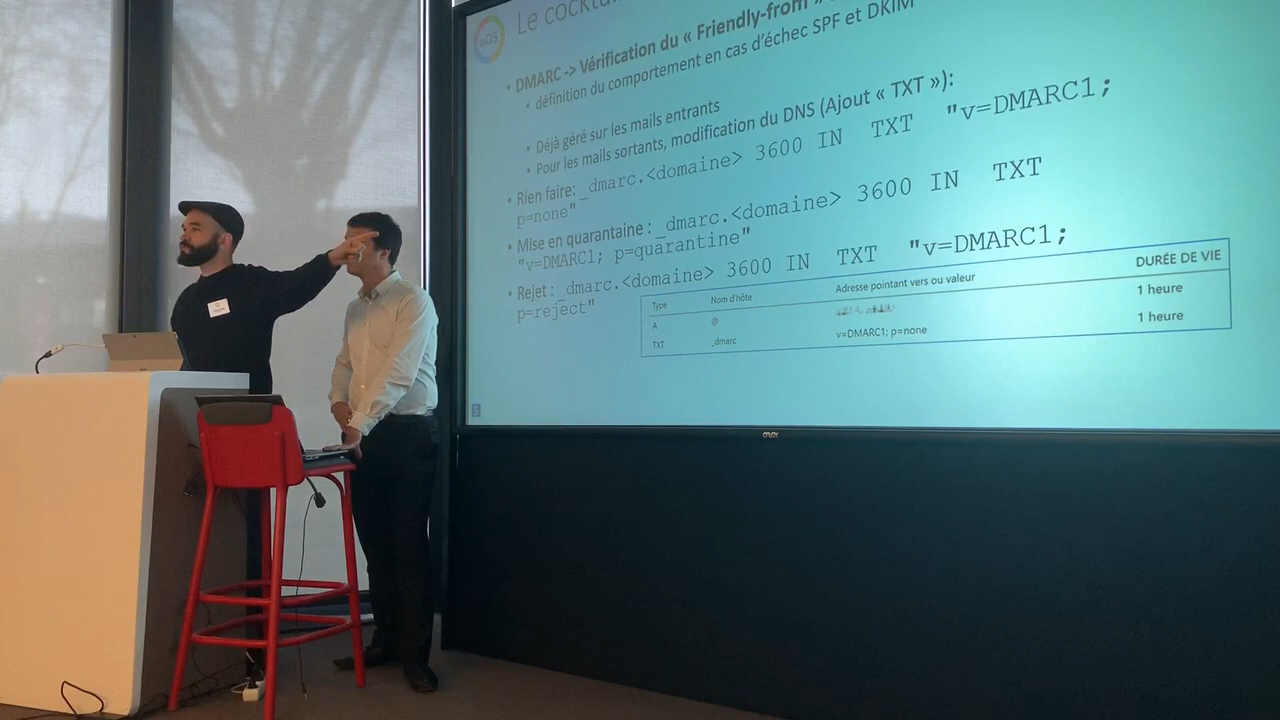 aOS
Le cockta
DMARC -> Vérification du « Friendly-from »
définition du comportement en cas d'échec SPF et DKIM
Déjà géré sur les mails entrants
Pour les mails sortants, modification du DNS (Ajout « TXT »):
Rien faire: _dmarc.<domaine> 3600 IN TXT "v=DMARC1;
p=none"
Mise en quarantaine : _dmarc.<domaine> 3600 IN TXT
"v=DMARC1; p=quarantine"
Rejet : _dmarc.<domaine> 3600 IN TXT "v=DMARC1;
p=reject"
Type Nom d'hôte Adresse pointant vers ou valeur DURÉE DE VIE
A @ 1 heure
TXT _dmarc v=DMARC1; p=none 1 heure